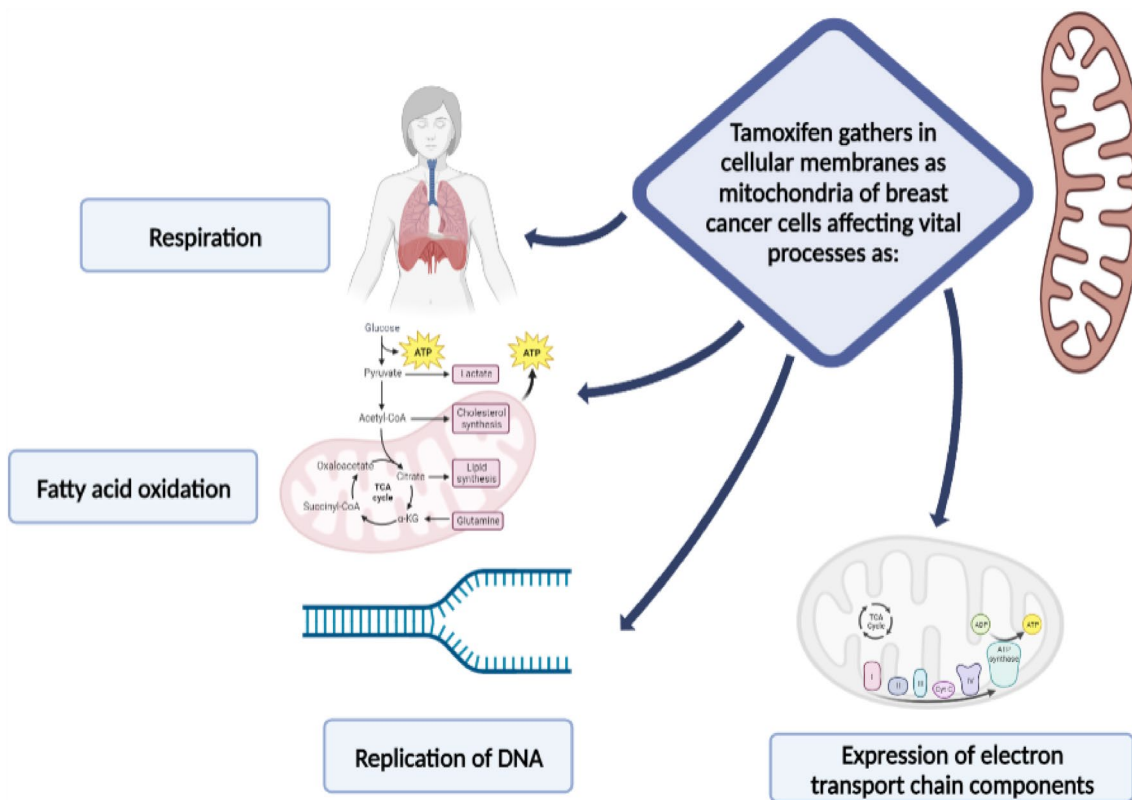 Tamoxifen gathers in
cellular membranes as
mitochondria of breast
cancer cells affecting vital
processes as:
Respiration
Glucose
ATP
ATP
Pyruvate
Lactate
Acetyl-CoA
Cholesterol
synthesis
Oxaloacetate
Citrate
Lipid
synthesis
TCA
cycle
Succinyl-CoA
α-KG
Glutamine
Fatty acid oxidation
Replication of DNA
TCA
Cycle
ADP
ATP
ATP
synthase
I
II
III
Cyt C
IV
Expression of electron
transport chain components